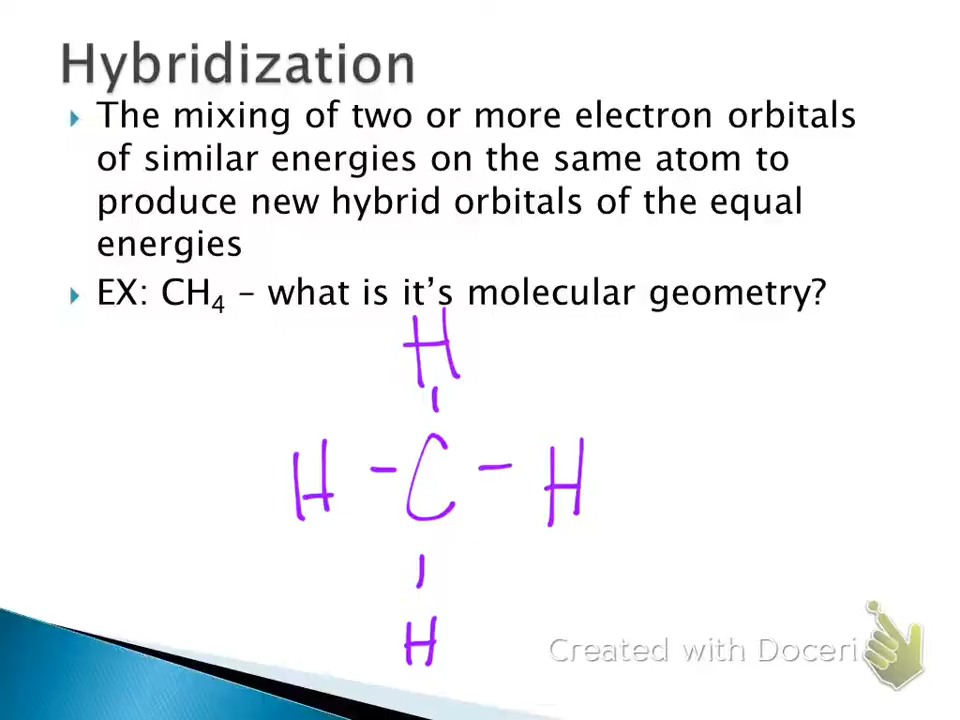 Hybridization
The mixing of two or more electron orbitals
of similar energies on the same atom to
produce new hybrid orbitals of the equal
energies
EX: CH₄ – what is it’s molecular geometry?
H
H - C - H
H
Created with Doceri